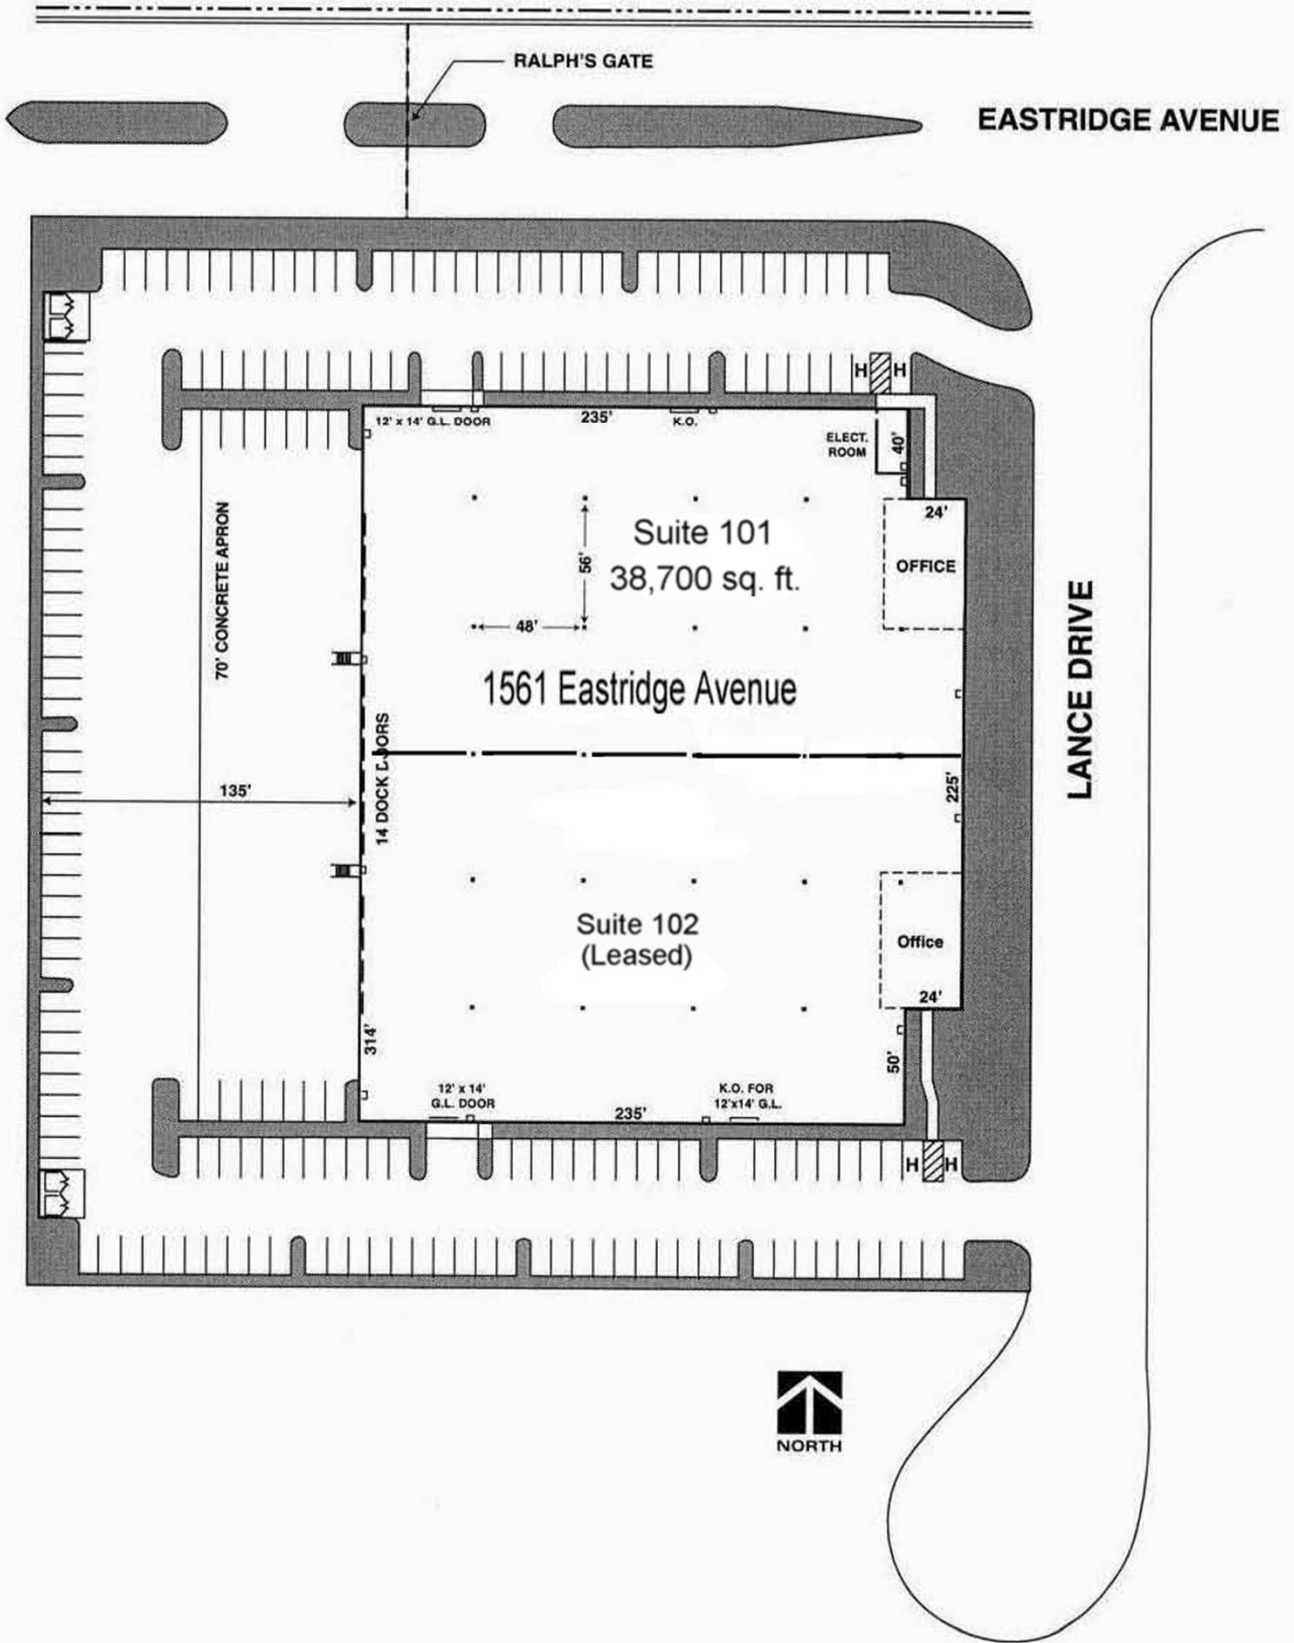 RALPH'S GATE
EASTRIDGE AVENUE
H H
12' x 14' G.L. DOOR
235'
K.O.
ELECT.
ROOM
40'
24'
OFFICE
Suite 101
38,700 sq. ft.
56'
48'
70' CONCRETE APRON
1561 Eastridge Avenue
LANCE DRIVE
14 DOCK DOORS
135'
225'
Suite 102
(Leased)
Office
24'
314'
50'
12' x 14'
G.L. DOOR
235'
K.O. FOR
12'x14' G.L.
H H
NORTH